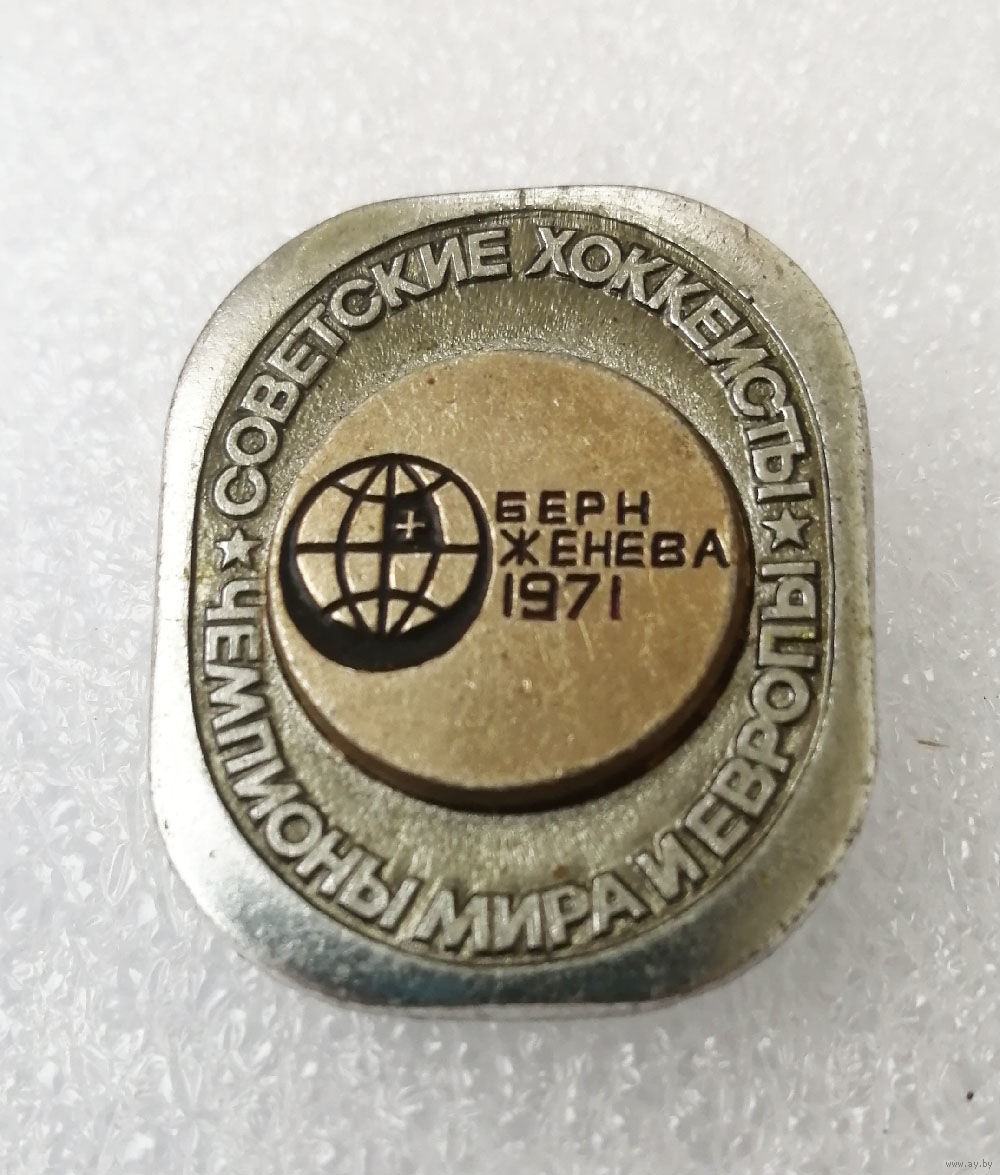 СОВЕТСКИЕ ХОККЕИСТЫ
ЧЕМПИОНЫ МИРА И ЕВРОПЫ
БЕРН
ЖЕНЕВА
1971
www.ay.by